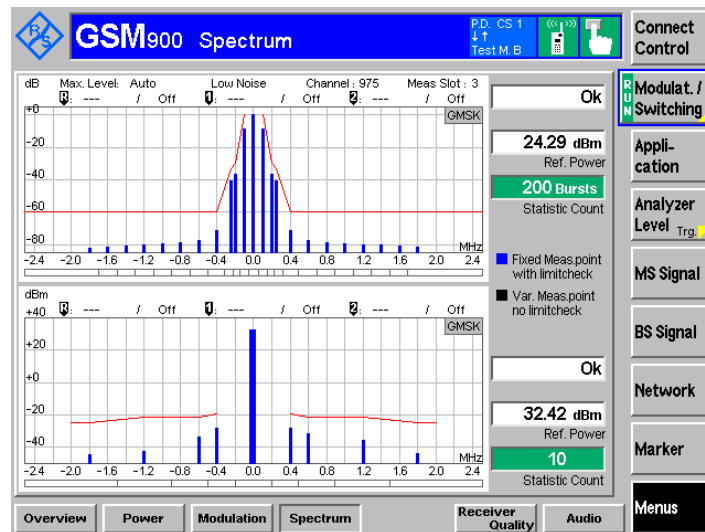 R S
GSM900 Spectrum
P.D. CS 1
↓↑
Test M. B
Connect Control
dB Max. Level: Auto Low Noise Channel : 975 Meas Slot : 3
R: --- / Off 1: --- / Off 2: --- / Off
GMSK
+0
-20
-40
-60
-80
MHz
-2.4 -2.0 -1.6 -1.2 -0.8 -0.4 0.0 0.4 0.8 1.2 1.6 2.0 2.4
Ok
24.29 dBm
Ref. Power
200 Bursts
Statistic Count
Fixed Meas.point
with limitcheck
Var. Meas.point
no limitcheck
dBm
R: --- / Off 1: --- / Off 2: --- / Off
GMSK
+40
+20
+0
-20
-40
MHz
-2.4 -2.0 -1.6 -1.2 -0.8 -0.4 0.0 0.4 0.8 1.2 1.6 2.0 2.4
Ok
32.42 dBm
Ref. Power
10
Statistic Count
RUN
Modulat. /
Switching
Appli-
cation
Analyzer
Level Trg.
MS Signal
BS Signal
Network
Marker
Menus
Overview Power Modulation Spectrum Receiver Quality Audio